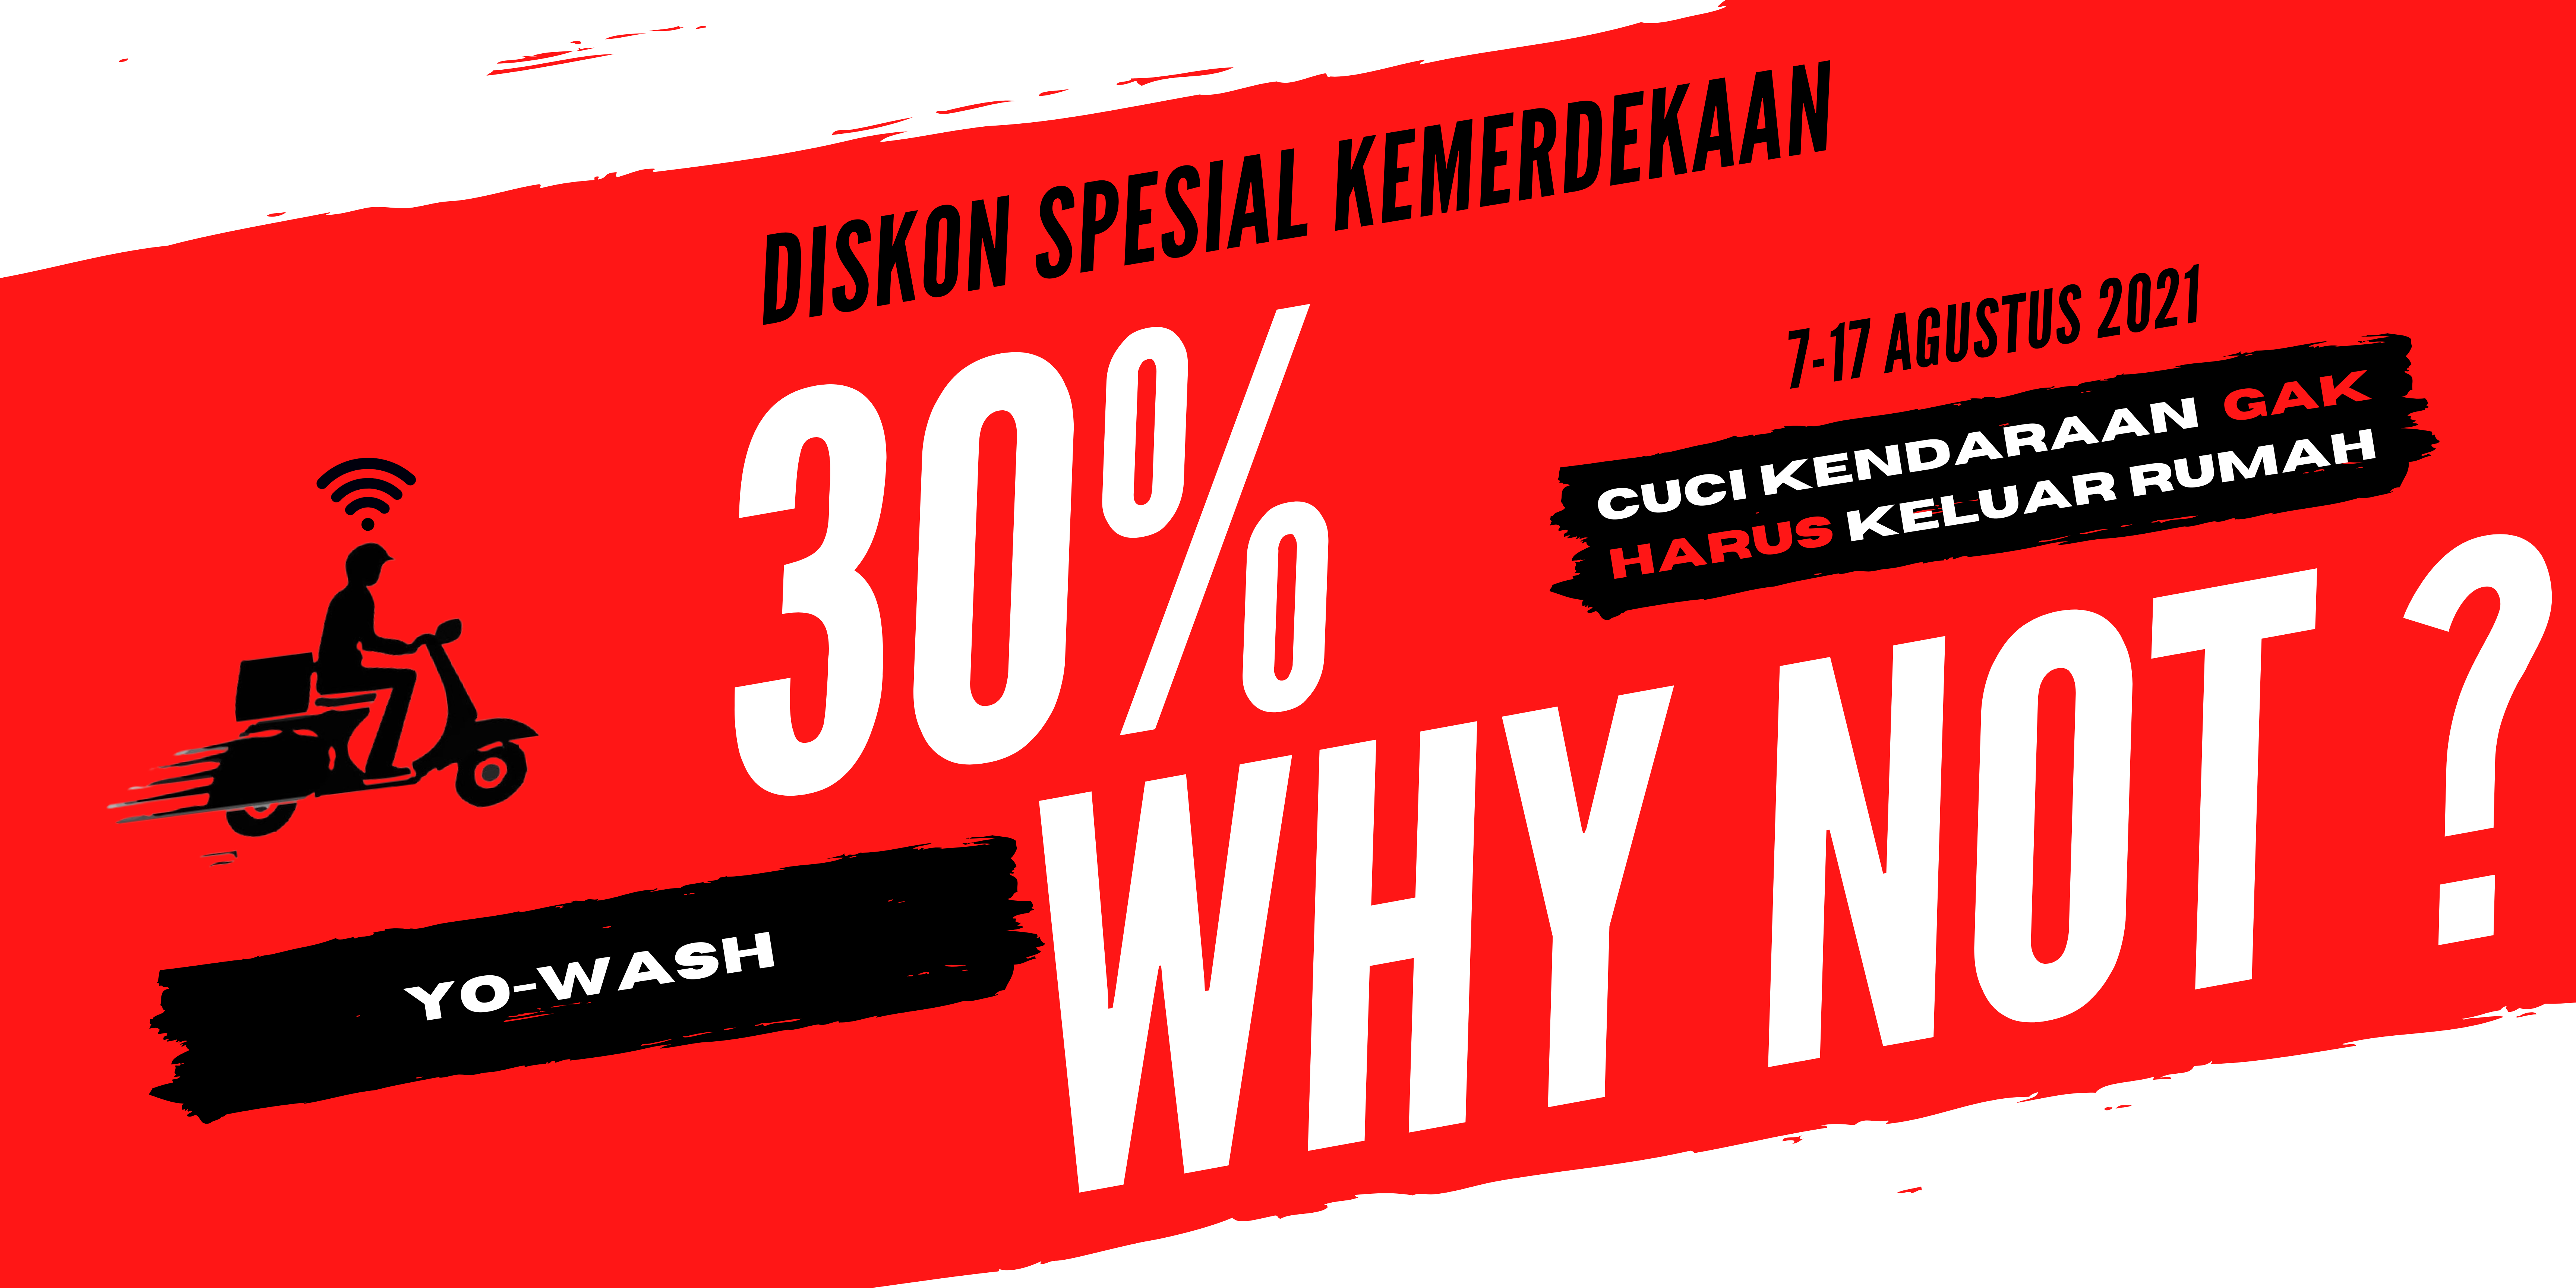 DISKON SPESIAL KEMERDEKAAN
30%
7-17 AGUSTUS 2021
CUCI KENDARAAN GAK
HARUS KELUAR RUMAH
WHY NOT ?
YO-WASH